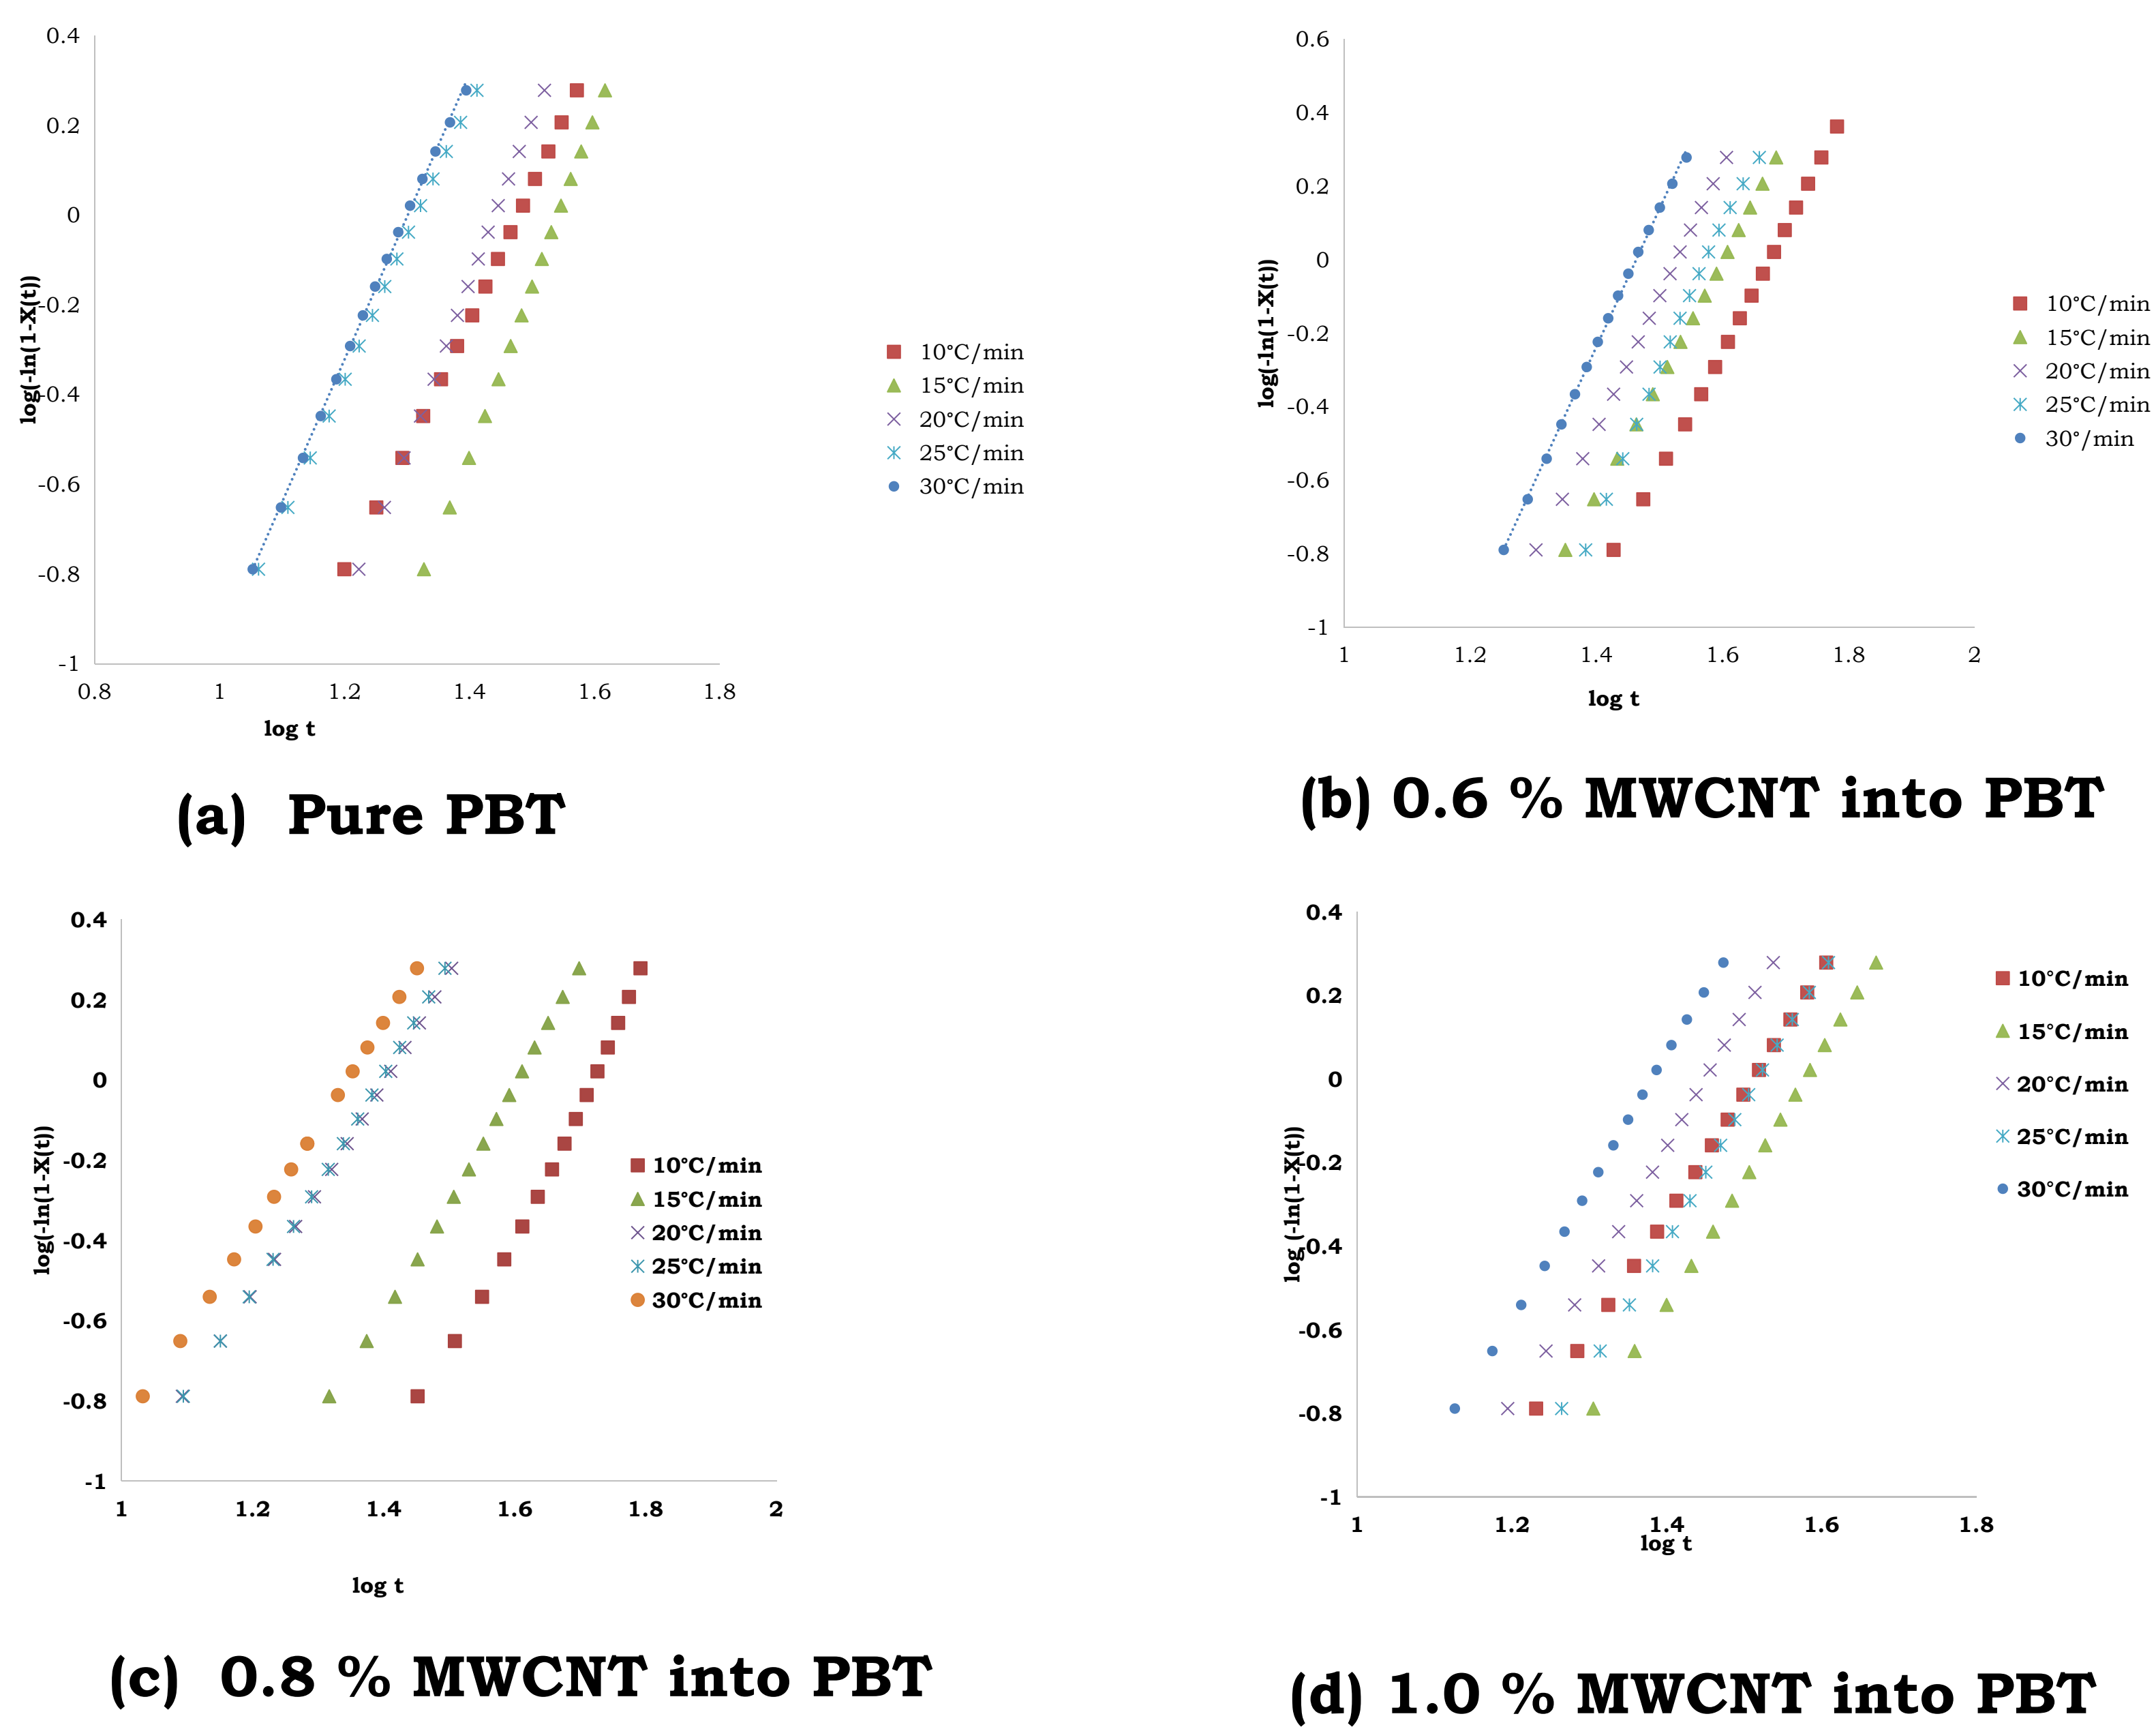 0.4
0.2
0
-0.2
-0.4
-0.6
-0.8
-1
0.8 1 1.2 1.4 1.6 1.8
log(-ln(1-X(t))
log t
10°C/min
15°C/min
20°C/min
25°C/min
30°C/min
(a) Pure PBT
0.6
0.4
0.2
0
-0.2
-0.4
-0.6
-0.8
-1
1 1.2 1.4 1.6 1.8 2
log(-ln(1-X(t))
log t
10°C/min
15°C/min
20°C/min
25°C/min
30°/min
(b) 0.6 % MWCNT into PBT
0.4
0.2
0
-0.2
-0.4
-0.6
-0.8
-1
1 1.2 1.4 1.6 1.8 2
log(-ln(1-X(t))
log t
10°C/min
15°C/min
20°C/min
25°C/min
30°C/min
(c) 0.8 % MWCNT into PBT
0.4
0.2
0
-0.2
-0.4
-0.6
-0.8
-1
1 1.2 1.4 1.6 1.8
log (-ln(1-X(t))
log t
10°C/min
15°C/min
20°C/min
25°C/min
30°C/min
(d) 1.0 % MWCNT into PBT